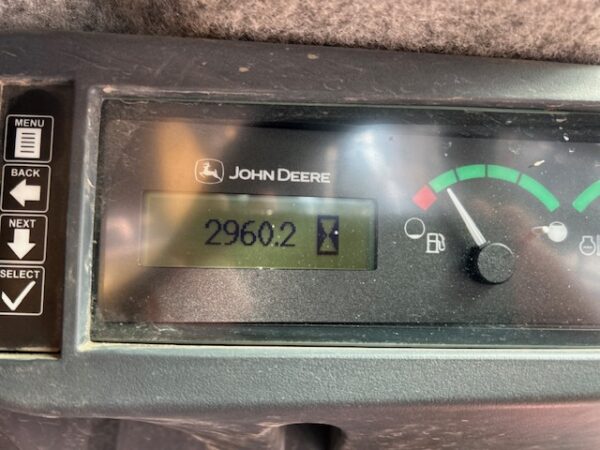 MENU
BACK
NEXT
SELECT
JOHN DEERE
2960.2